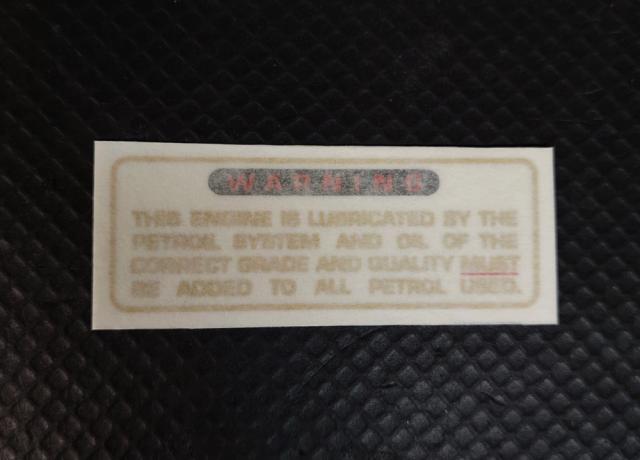 WARNING
THIS ENGINE IS LUBRICATED BY THE
PETROIL SYSTEM AND OIL OF THE
CORRECT GRADE AND QUALITY MUST
BE ADDED TO ALL PETROL USED.